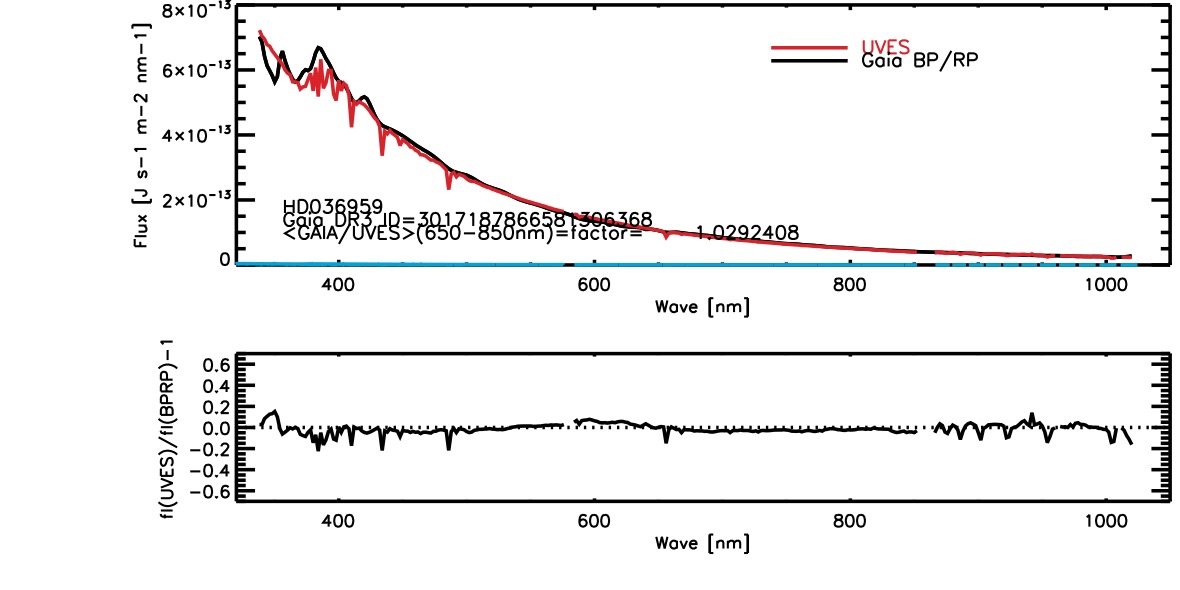 8×10−13
6×10−13
4×10−13
2×10−13
0
Flux [J s−1 m−2 nm−1]
UVES
Gaia BP/RP
HD036959
Gaia DR3 ID=3017187866581306368
<GAIA/UVES>(650−850nm)=factor= 1.0292408
400 600 800 1000
Wave [nm]
fl(UVES)/fl(BPRP)−1
0.6
0.4
0.2
0.0
−0.2
−0.4
−0.6
400 600 800 1000
Wave [nm]